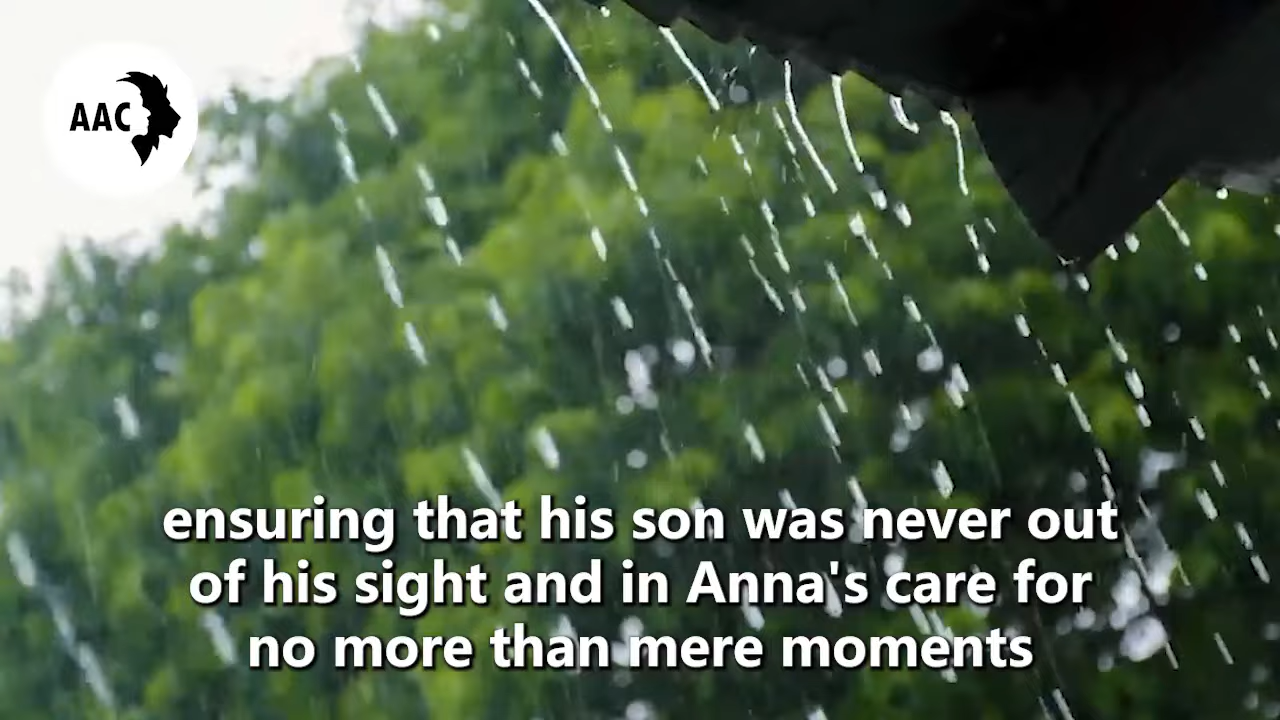 AAC
ensuring that his son was never out
of his sight and in Anna's care for
no more than mere moments